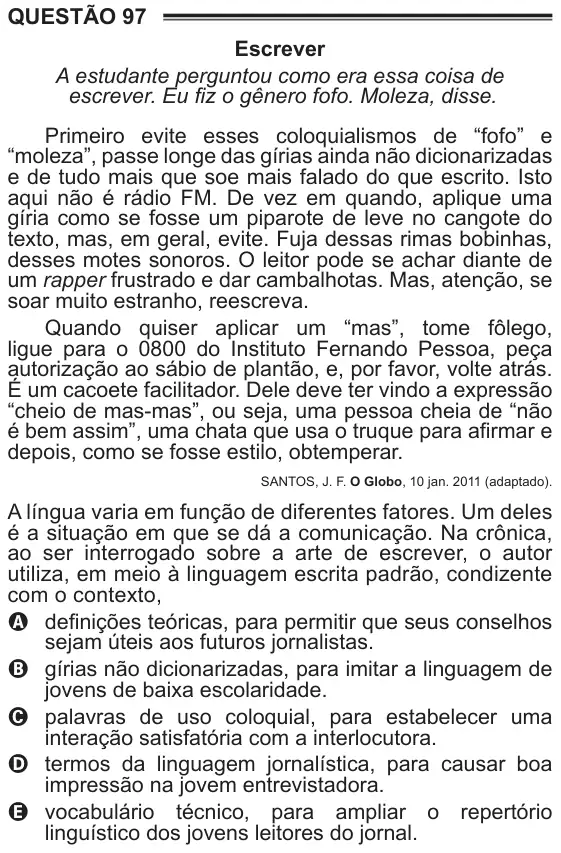 QUESTÃO 97
Escrever
A estudante perguntou como era essa coisa de
escrever. Eu fiz o gênero fofo. Moleza, disse.
Primeiro evite esses coloquialismos de “fofo” e
“moleza”, passe longe das gírias ainda não dicionarizadas
e de tudo mais que soe mais falado do que escrito. Isto
aqui não é rádio FM. De vez em quando, aplique uma
gíria como se fosse um piparote de leve no cangote do
texto, mas, em geral, evite. Fuja dessas rimas bobinhas,
desses motes sonoros. O leitor pode se achar diante de
um rapper frustrado e dar cambalhotas. Mas, atenção, se
soar muito estranho, reescreva.
Quando quiser aplicar um “mas”, tome fôlego,
ligue para o 0800 do Instituto Fernando Pessoa, peça
autorização ao sábio de plantão, e, por favor, volte atrás.
É um cacoete facilitador. Dele deve ter vindo a expressão
“cheio de mas-mas”, ou seja, uma pessoa cheia de “não
é bem assim”, uma chata que usa o truque para afirmar e
depois, como se fosse estilo, obtemperar.
SANTOS, J. F. O Globo, 10 jan. 2011 (adaptado).
A língua varia em função de diferentes fatores. Um deles
é a situação em que se dá a comunicação. Na crônica,
ao ser interrogado sobre a arte de escrever, o autor
utiliza, em meio à linguagem escrita padrão, condizente
com o contexto,
A definições teóricas, para permitir que seus conselhos
sejam úteis aos futuros jornalistas.
B gírias não dicionarizadas, para imitar a linguagem de
jovens de baixa escolaridade.
C palavras de uso coloquial, para estabelecer uma
interação satisfatória com a interlocutora.
D termos da linguagem jornalística, para causar boa
impressão na jovem entrevistadora.
E vocabulário técnico, para ampliar o repertório
linguístico dos jovens leitores do jornal.